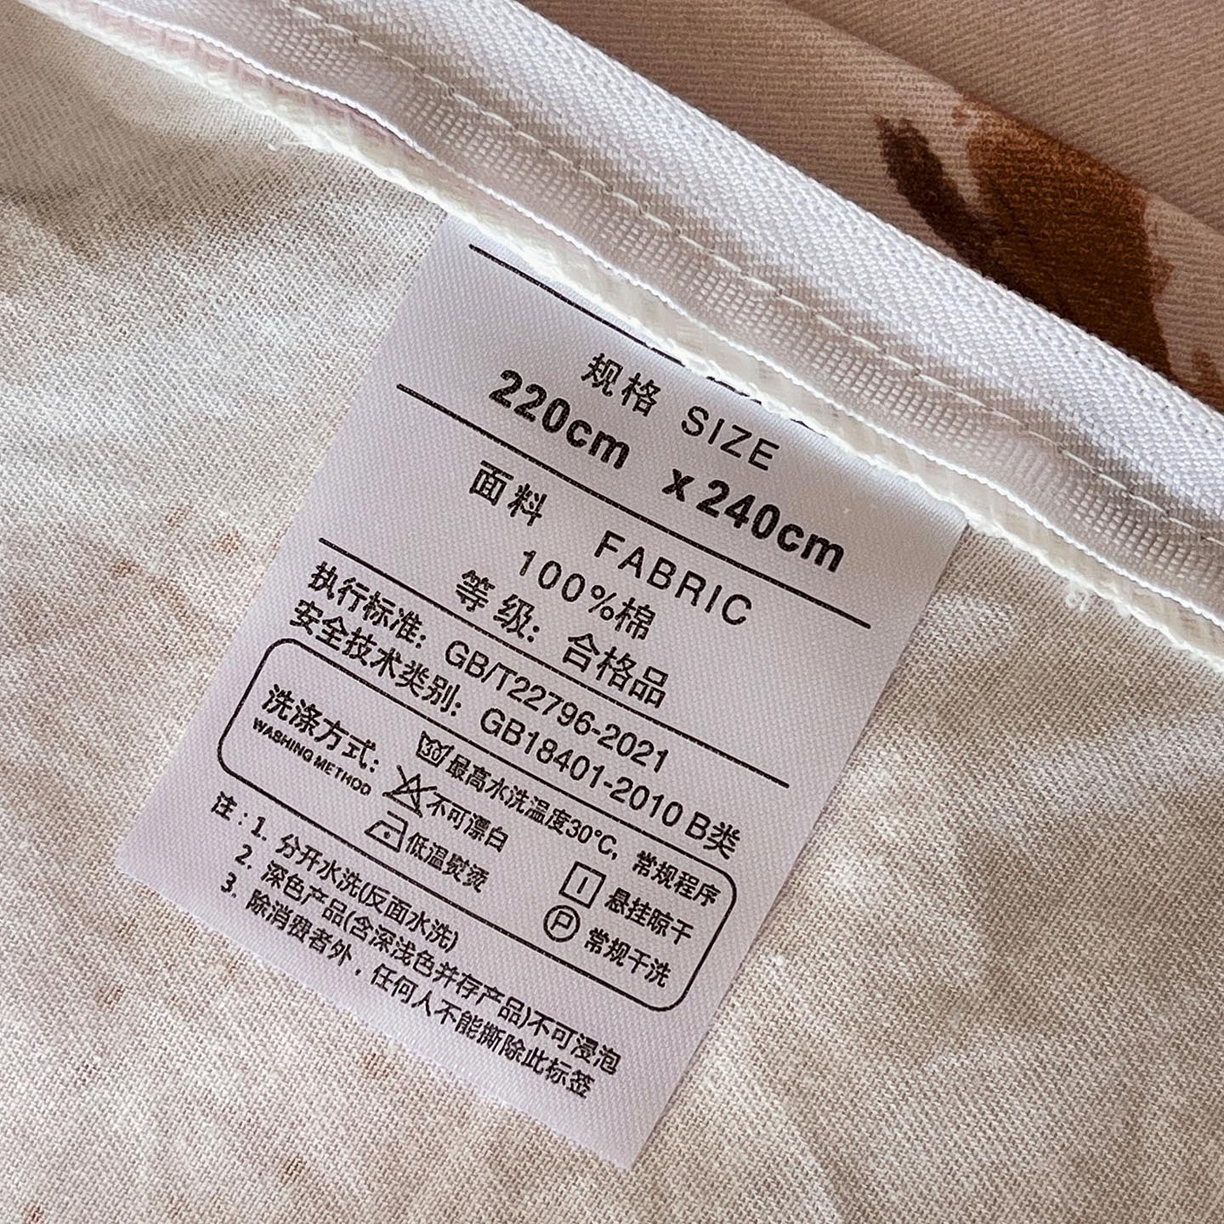 规格 SIZE
220cm x 240cm
面料 FABRIC
100%棉
等级：合格品
执行标准：GB/T22796-2021
安全技术类别：GB18401-2010 B类
洗涤方式：
WASHING METHOD
30 最高水洗温度30°C，常规程序
不可漂白
悬挂晾干
低温熨烫
P 常规干洗
注：1. 分开水洗(反面水洗)
2. 深色产品(含深浅色并存产品)不可浸泡
3. 除消费者外，任何人不能撕除此标签